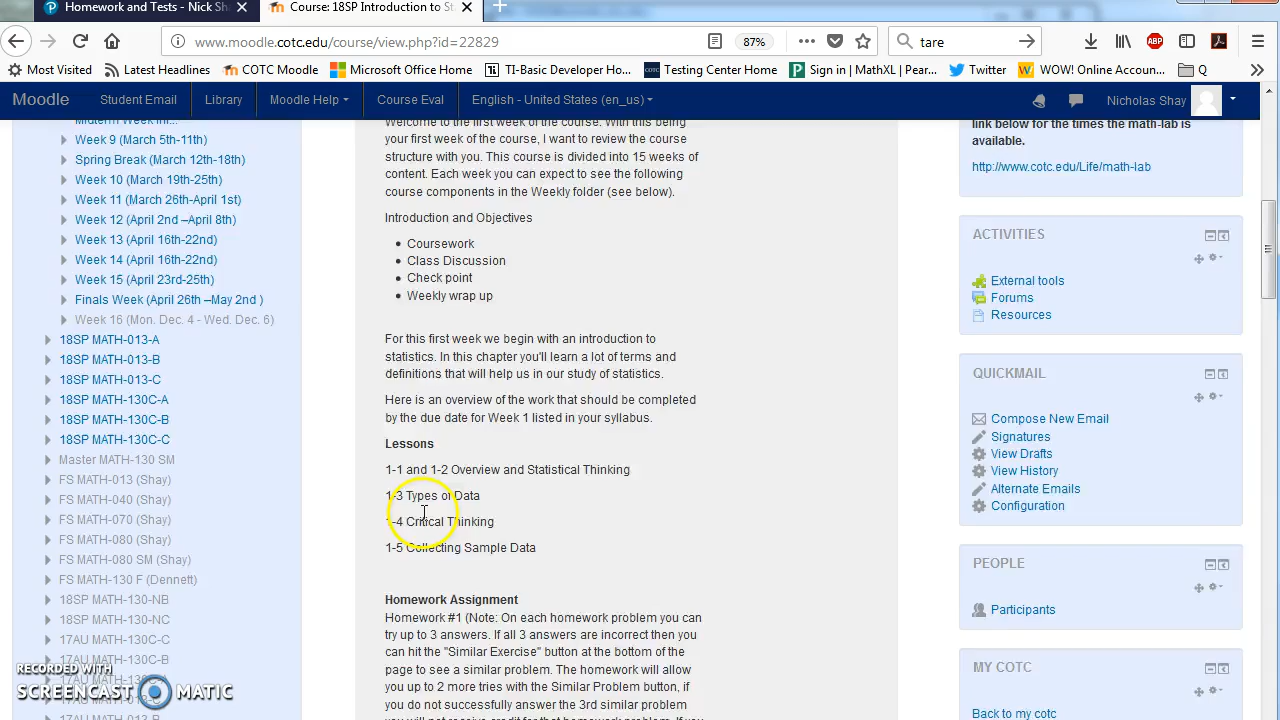 Homework and Tests - Nick Sha
Course: 18SP Introduction to St
www.moodle.cotc.edu/course/view.php?id=22829
87%
tare
Most Visited
Latest Headlines
COTC Moodle
Microsoft Office Home
TI-Basic Developer Ho...
Testing Center Home
Sign in | MathXL | Pear...
Twitter
WOW! Online Accoun...
Q
Moodle
Student Email
Library
Moodle Help
Course Eval
English - United States (en_us)
Nicholas Shay
Week 9 (March 5th-11th)
Spring Break (March 12th-18th)
Week 10 (March 19th-25th)
Week 11 (March 26th-April 1st)
Week 12 (April 2nd –April 8th)
Week 13 (April 16th-22nd)
Week 14 (April 16th-22nd)
Week 15 (April 23rd-25th)
Finals Week (April 26th –May 2nd )
Week 16 (Mon. Dec. 4 - Wed. Dec. 6)
18SP MATH-013-A
18SP MATH-013-B
18SP MATH-013-C
18SP MATH-130C-A
18SP MATH-130C-B
18SP MATH-130C-C
Master MATH-130 SM
FS MATH-013 (Shay)
FS MATH-040 (Shay)
FS MATH-070 (Shay)
FS MATH-080 (Shay)
FS MATH-080 SM (Shay)
FS MATH-130 F (Dennett)
18SP MATH-130-NB
18SP MATH-130-NC
17AU MATH-130C-C
17AU MATH-130C-B
RECORDED WITH
SCREENCAST MATIC
Welcome to the first week of the course. With this being
your first week of the course, I want to review the course
structure with you. This course is divided into 15 weeks of
content. Each week you can expect to see the following
course components in the Weekly folder (see below).
Introduction and Objectives
Coursework
Class Discussion
Check point
Weekly wrap up
For this first week we begin with an introduction to
statistics. In this chapter you'll learn a lot of terms and
definitions that will help us in our study of statistics.
Here is an overview of the work that should be completed
by the due date for Week 1 listed in your syllabus.
Lessons
1-1 and 1-2 Overview and Statistical Thinking
1-3 Types of Data
1-4 Critical Thinking
1-5 Collecting Sample Data
Homework Assignment
Homework #1 (Note: On each homework problem you can
try up to 3 answers. If all 3 answers are incorrect then you
can hit the "Similar Exercise" button at the bottom of the
page to see a similar problem. The homework will allow
you up to 2 more tries with the Similar Problem button, if
you do not successfully answer the 3rd similar problem
link below for the times the math-lab is
available.
http://www.cotc.edu/Life/math-lab
ACTIVITIES
External tools
Forums
Resources
QUICKMAIL
Compose New Email
Signatures
View Drafts
View History
Alternate Emails
Configuration
PEOPLE
Participants
MY COTC
Back to my cotc